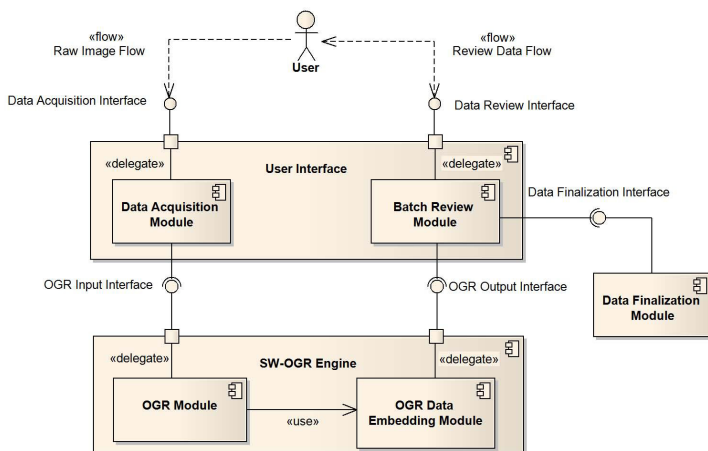 «flow»
Raw Image Flow
User
«flow»
Review Data Flow
Data Acquisition Interface
Data Review Interface
«delegate»
User Interface
«delegate»
Data Acquisition
Module
Batch Review
Module
Data Finalization Interface
OGR Input Interface
OGR Output Interface
Data Finalization
Module
«delegate»
SW-OGR Engine
«delegate»
OGR Module
«use»
OGR Data
Embedding Module